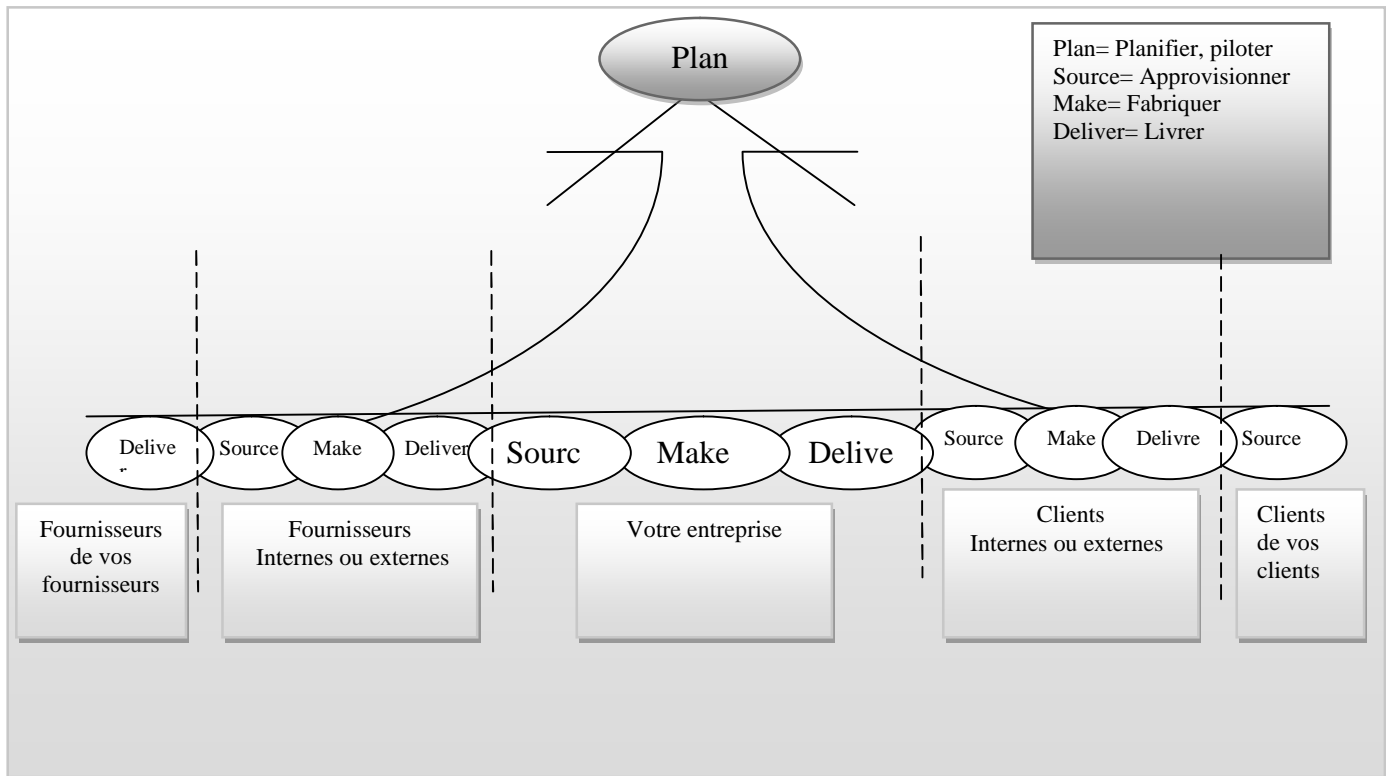 Plan
Plan= Planifier, piloter
Source= Approvisionner
Make= Fabriquer
Deliver= Livrer
Delive
r
Source
Make
Deliver
Sourc
Make
Delive
Source
Make
Delivre
Source
Fournisseurs
de vos
fournisseurs
Fournisseurs
Internes ou externes
Votre entreprise
Clients
Internes ou externes
Clients
de vos
clients